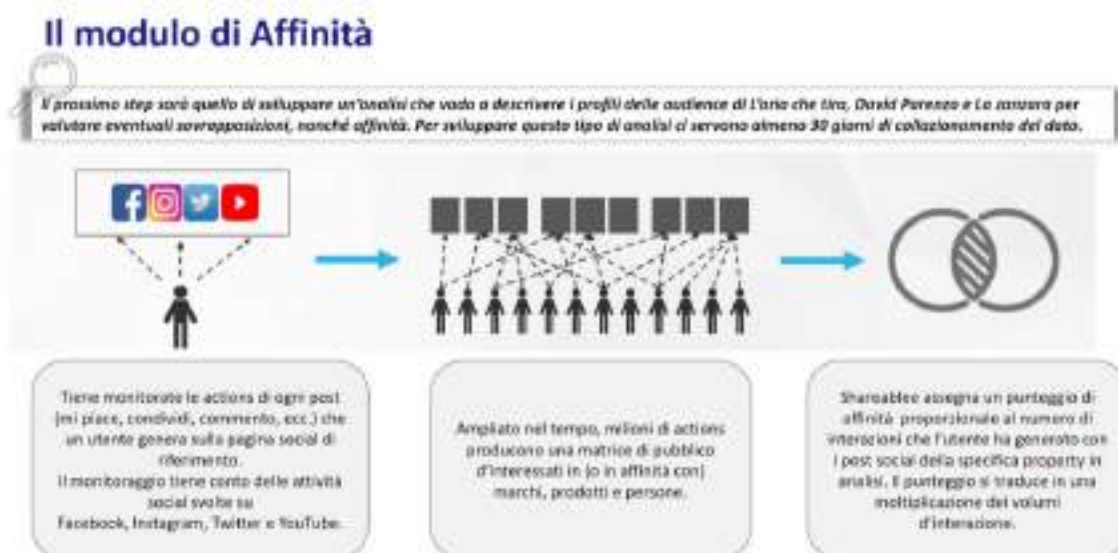 Il modulo di Affinità
Il prossimo step sarà quello di sviluppare un'analisi che vada a descrivere i profili delle audience di L'aria che tira, David Parenzo e La zanzara per
valutare eventuali sovrapposizioni, nonché affinità. Per sviluppare questo tipo di analisi ci servono almeno 30 giorni di collazionamento del dato.
Tiene monitorate le actions di ogni post
(mi piace, condividi, commento, ecc.) che
un utente genera sulla pagina social di
riferimento.
Il monitoraggio tiene conto delle attività
social svolte su
Facebook, Instagram, Twitter e YouTube.
Ampliato nel tempo, milioni di actions
producono una matrice di pubblico
d'interessati in (o in affinità con)
marchi, prodotti e persone.
Shareablee assegna un punteggio di
affinità proporzionale al numero di
interazioni che l'utente ha generato con
i post social della specifica property in
analisi. Il punteggio si traduce in una
moltiplicazione dei volumi
d'interazione.